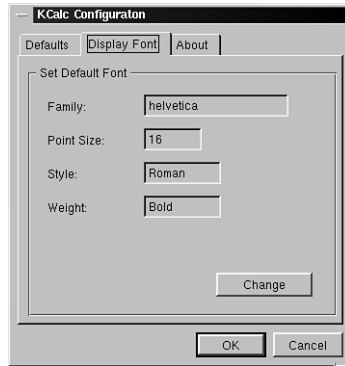 KCalc Configuraton
Defaults Display Font About
Set Default Font
Family: helvetica
Point Size: 16
Style: Roman
Weight: Bold
Change
OK Cancel